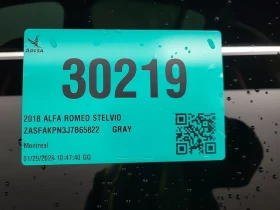 ADESA
30219
2018 ALFA ROMEO STELVIO
ZASFAKPN3J7B65822 GRAY
Montreal
01/25/2024 10:47:40 GG